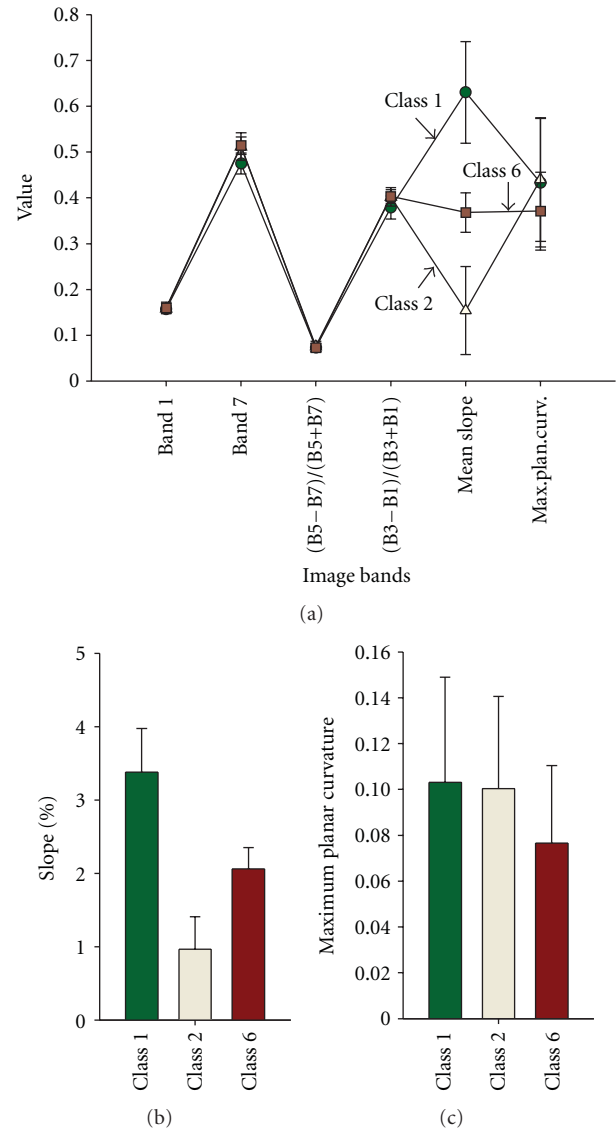 0.8
0.7
0.6
0.5
0.4
0.3
0.2
0.1
0
Value
Class 1
Class 6
Class 2
Band 1
Band 7
(B5−B7)/(B5+B7)
(B3−B1)/(B3+B1)
Mean slope
Max.plan.curv.
Image bands
(a)
5
4
3
2
1
0
Slope (%)
Class 1
Class 2
Class 6
(b)
0.16
0.14
0.12
0.10
0.08
0.06
0.04
0.02
0
Maximum planar curvature
Class 1
Class 2
Class 6
(c)